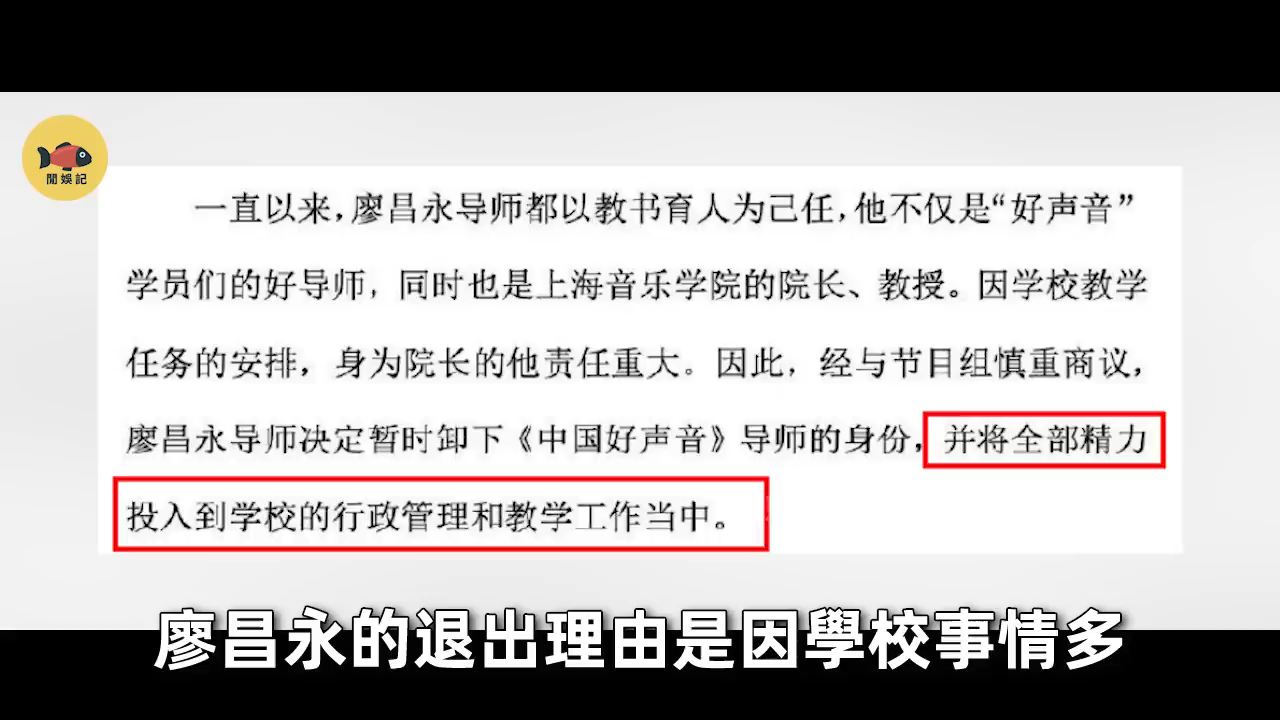 閒娛記
一直以来,廖昌永导师都以教书育人为己任,他不仅是“好声音”
学员们的好导师，同时也是上海音乐学院的院长、教授。因学校教学
任务的安排，身为院长的他责任重大。因此，经与节目组慎重商议，
廖昌永导师决定暂时卸下《中国好声音》导师的身份，并将全部精力
投入到学校的行政管理和教学工作当中。
廖昌永的退出理由是因學校事情多